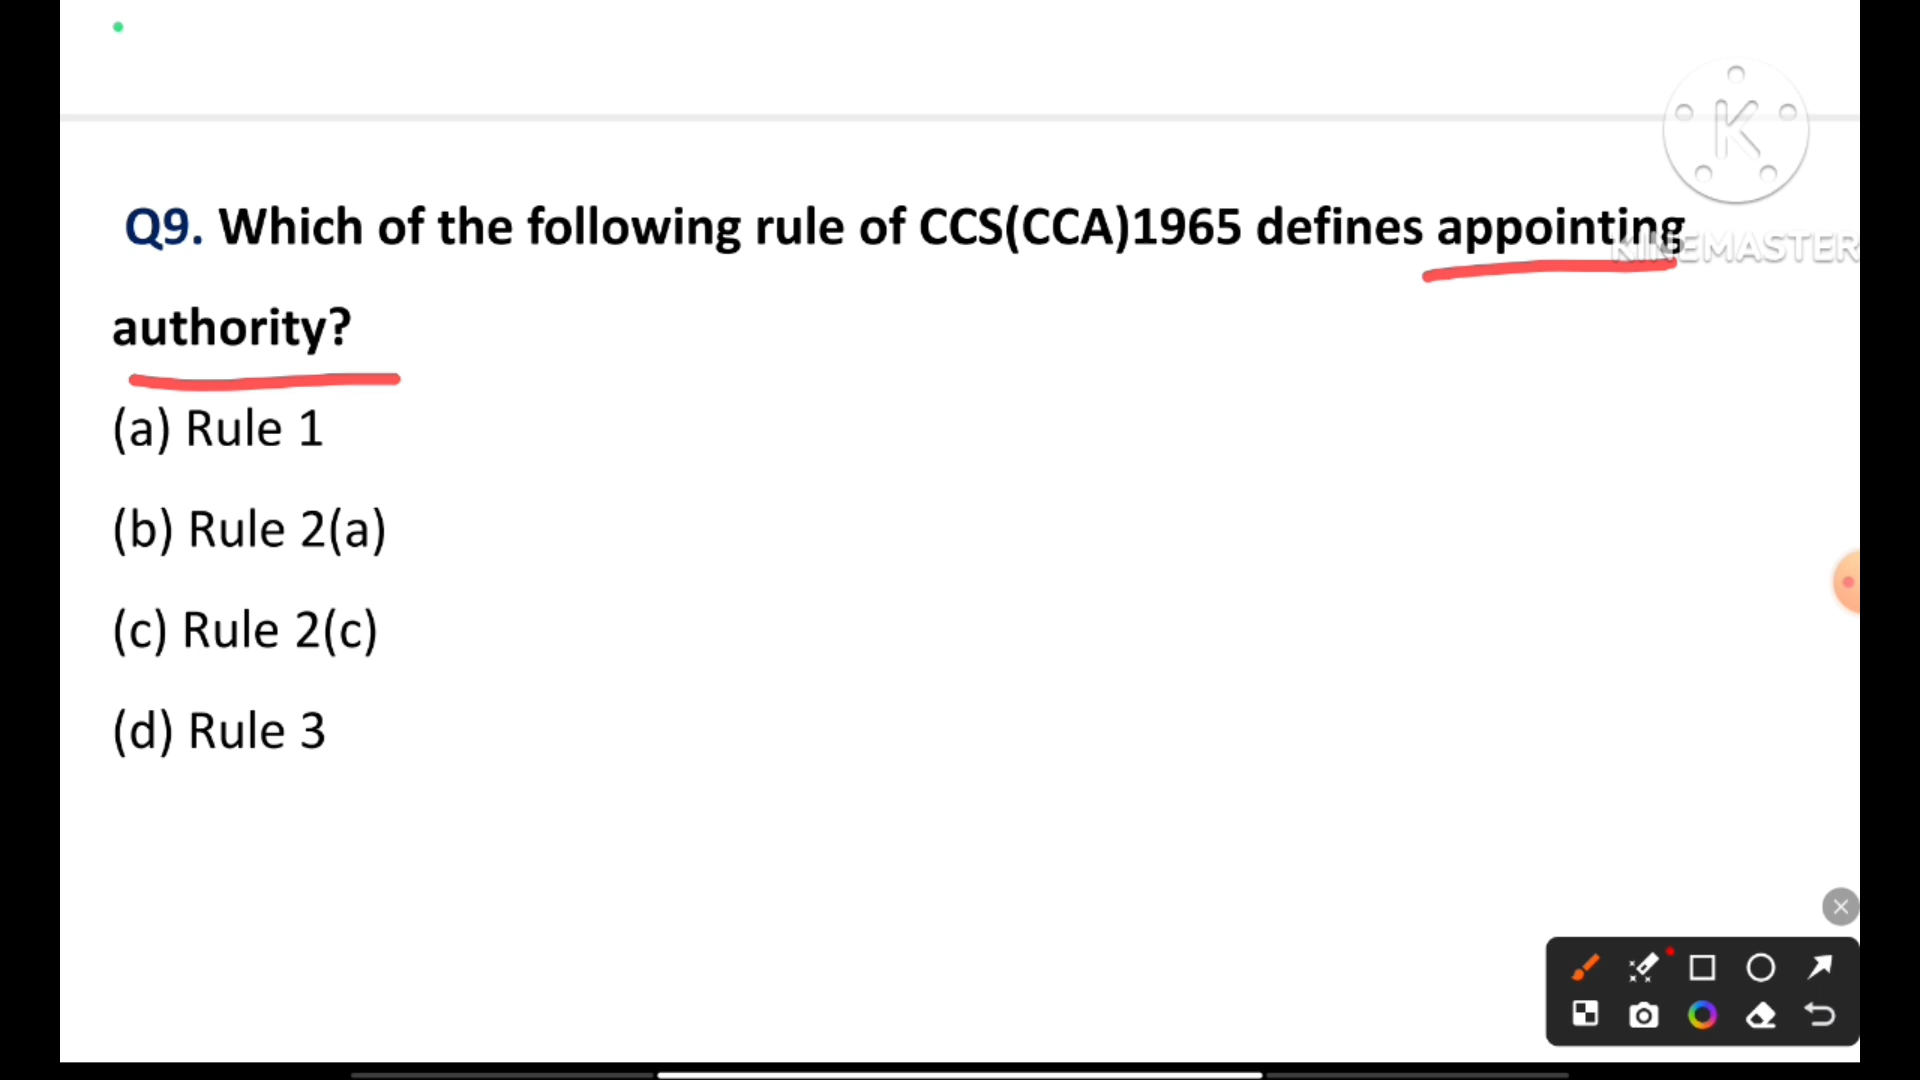 Q9. Which of the following rule of CCS(CCA)1965 defines appointing
KINEMASTER
authority?
(a) Rule 1
(b) Rule 2(a)
(c) Rule 2(c)
(d) Rule 3